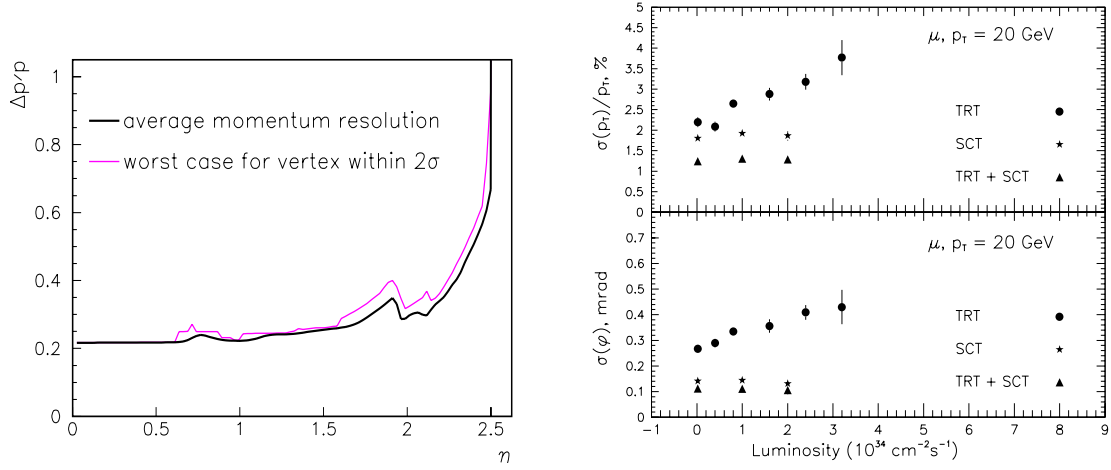 Δp/p
1
0.8
0.6
0.4
0.2
0
average momentum resolution
worst case for vertex within 2σ
0 0.5 1 1.5 2 2.5
η
σ(p_T)/p_T, %
5
4.5
4
3.5
3
2.5
2
1.5
1
0.5
0
μ, p_T = 20 GeV
TRT
SCT
TRT + SCT
σ(φ), mrad
0.7
0.6
0.5
0.4
0.3
0.2
0.1
0
μ, p_T = 20 GeV
TRT
SCT
TRT + SCT
−1 0 1 2 3 4 5 6 7 8 9
Luminosity (10³⁴ cm⁻²s⁻¹)